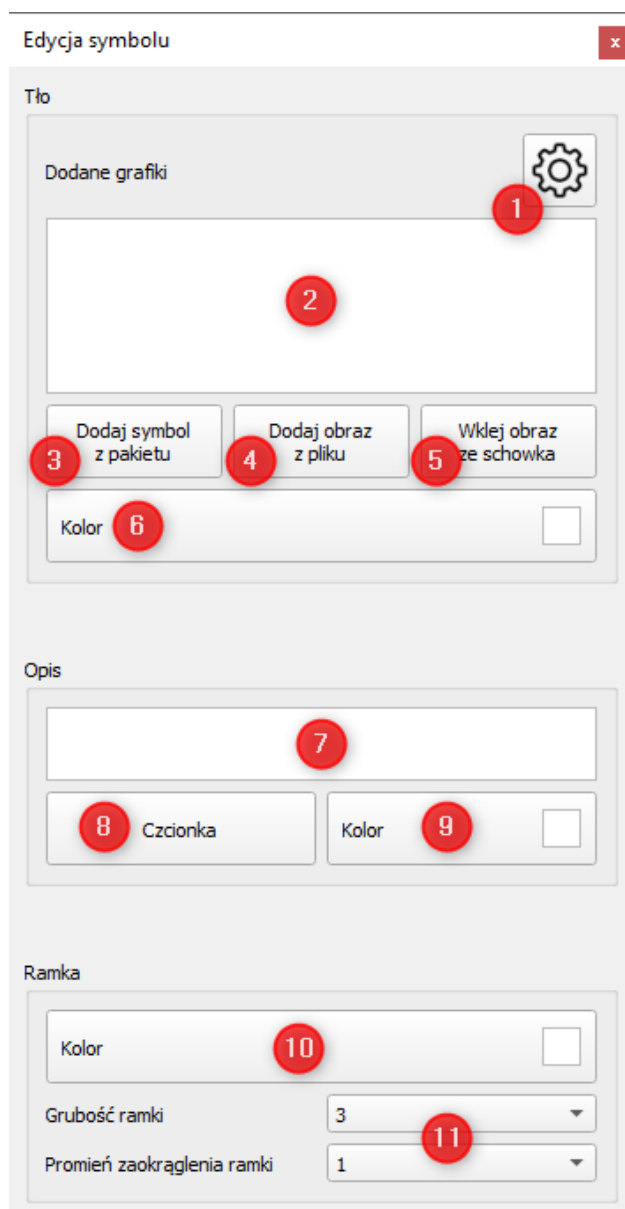 Edycja symbolu
x
Tło
Dodane grafiki
1
2
Dodaj symbol
z pakietu
3
Dodaj obraz
z pliku
4
Wklej obraz
ze schowka
5
Kolor 6
Opis
7
8 Czcionka
Kolor 9
Ramka
Kolor 10
Grubość ramki 3
11
Promień zaokrąglenia ramki 1